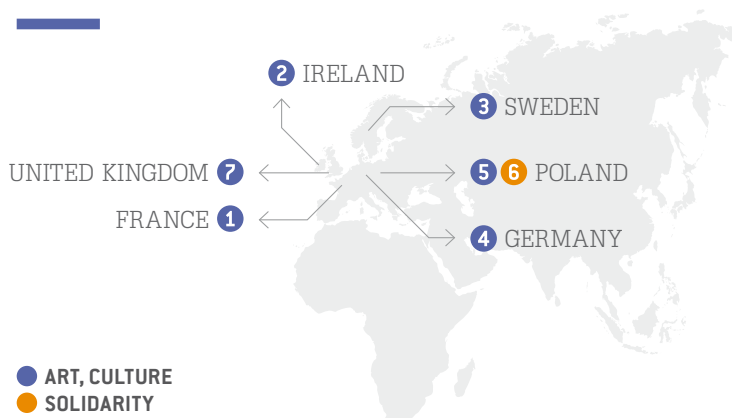 2 IRELAND
3 SWEDEN
UNITED KINGDOM 7
5 6 POLAND
FRANCE 1
4 GERMANY
ART, CULTURE
SOLIDARITY